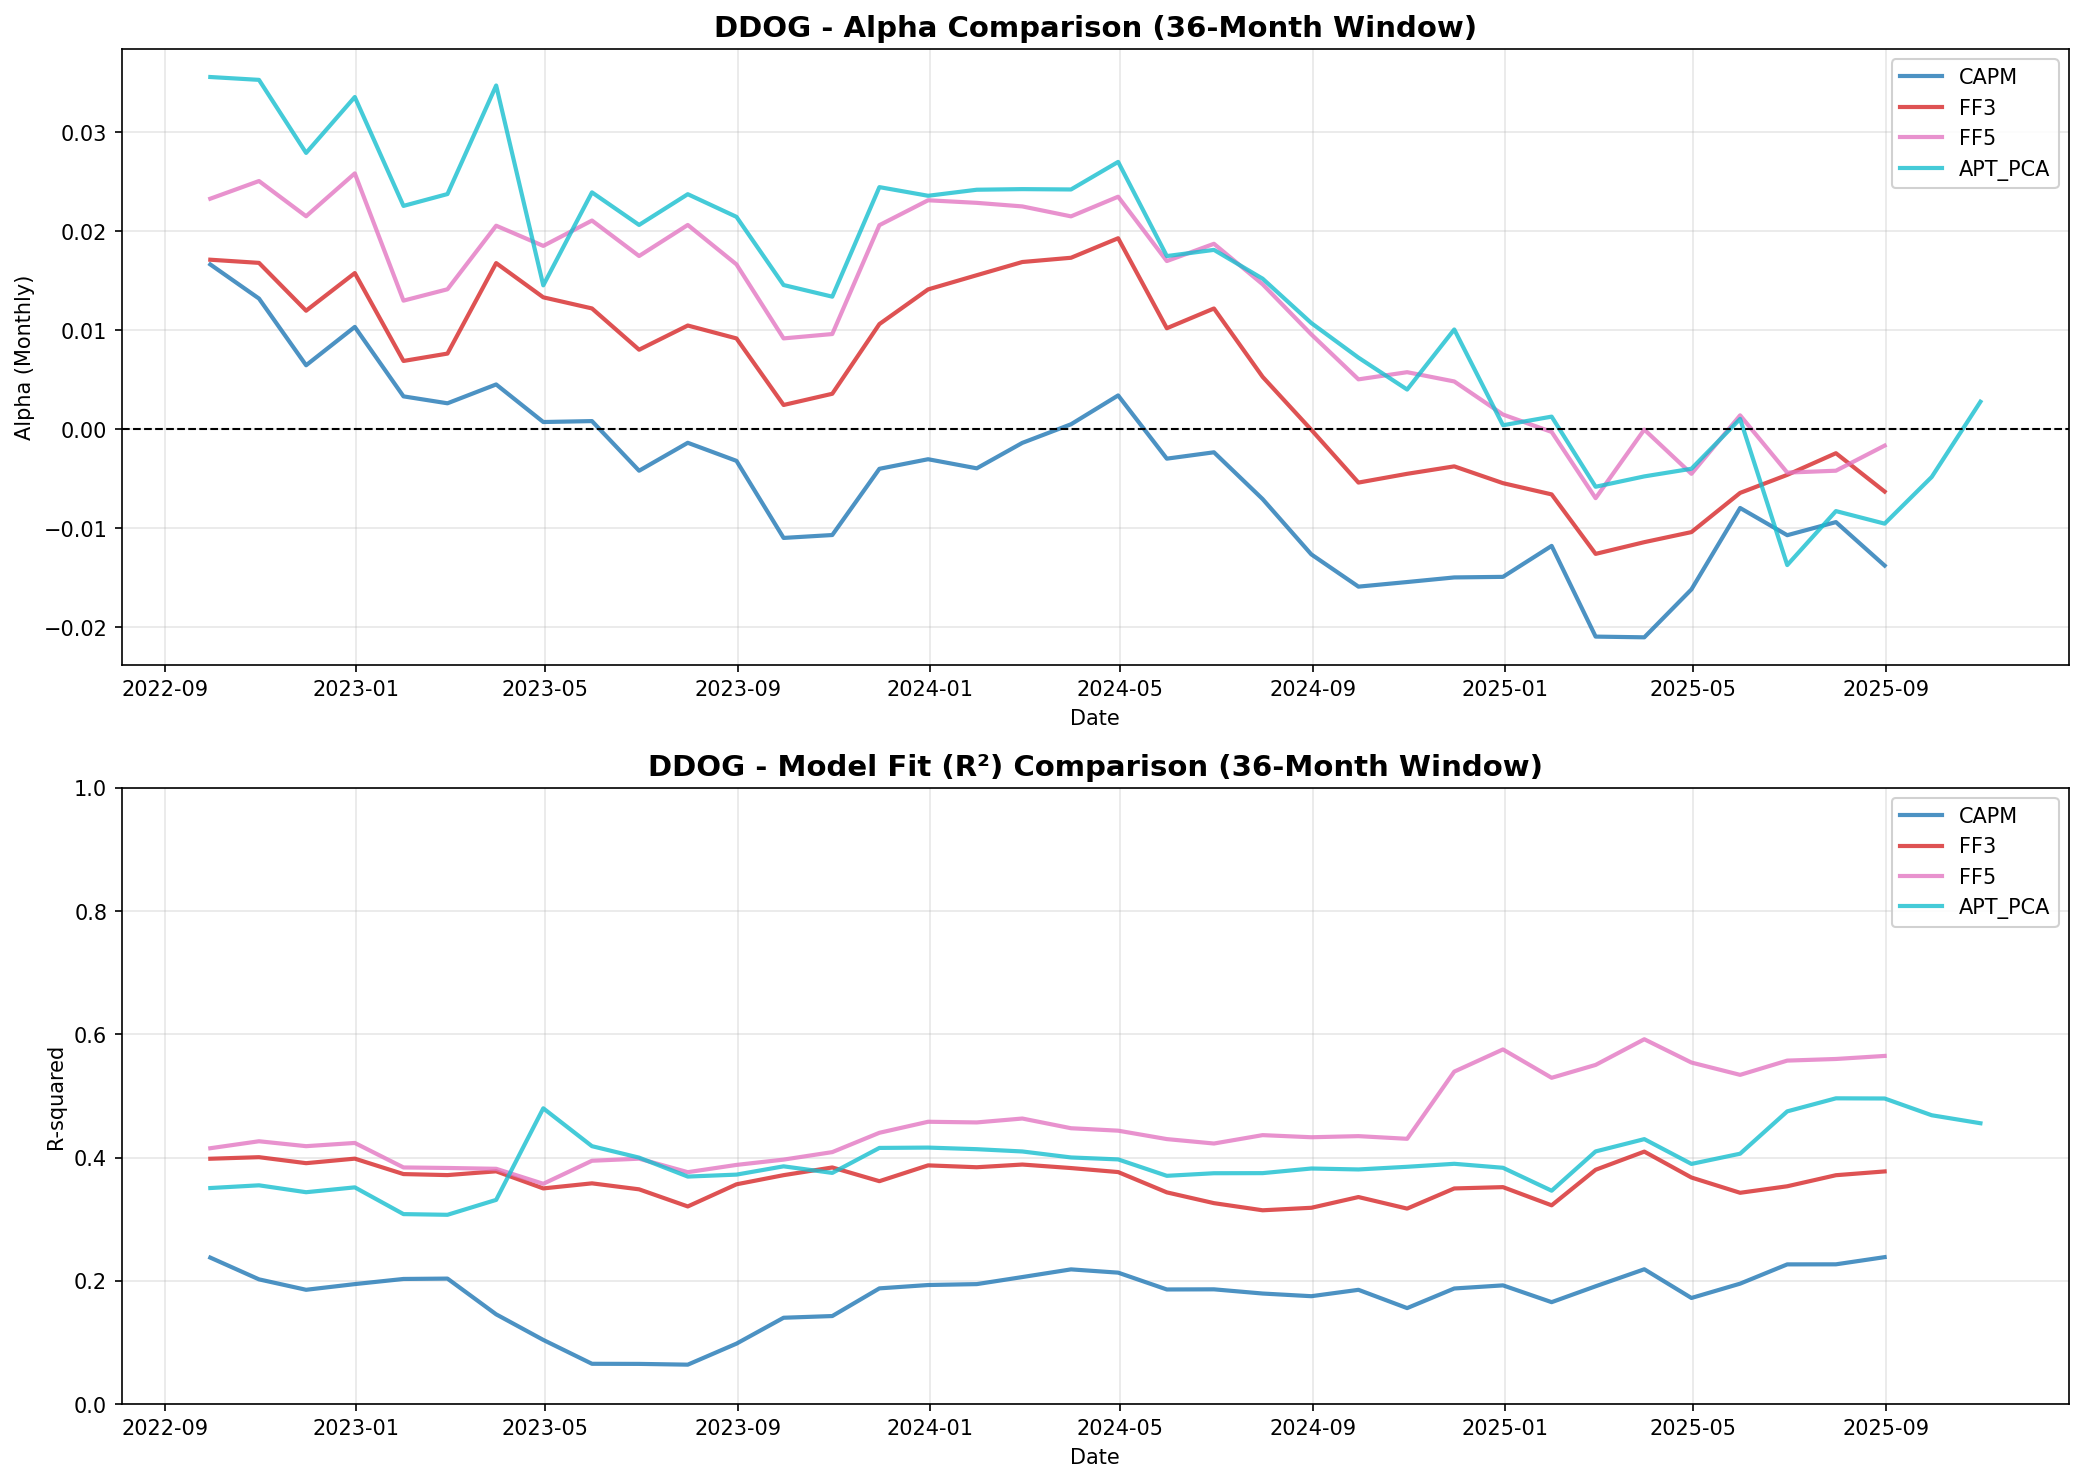 DDOG - Alpha Comparison (36-Month Window)
Alpha (Monthly)
0.03
0.02
0.01
0.00
−0.01
−0.02
CAPM
FF3
FF5
APT_PCA
2022-09 2023-01 2023-05 2023-09 2024-01 2024-05 2024-09 2025-01 2025-05 2025-09
Date
DDOG - Model Fit (R²) Comparison (36-Month Window)
R-squared
1.0
0.8
0.6
0.4
0.2
0.0
CAPM
FF3
FF5
APT_PCA
2022-09 2023-01 2023-05 2023-09 2024-01 2024-05 2024-09 2025-01 2025-05 2025-09
Date